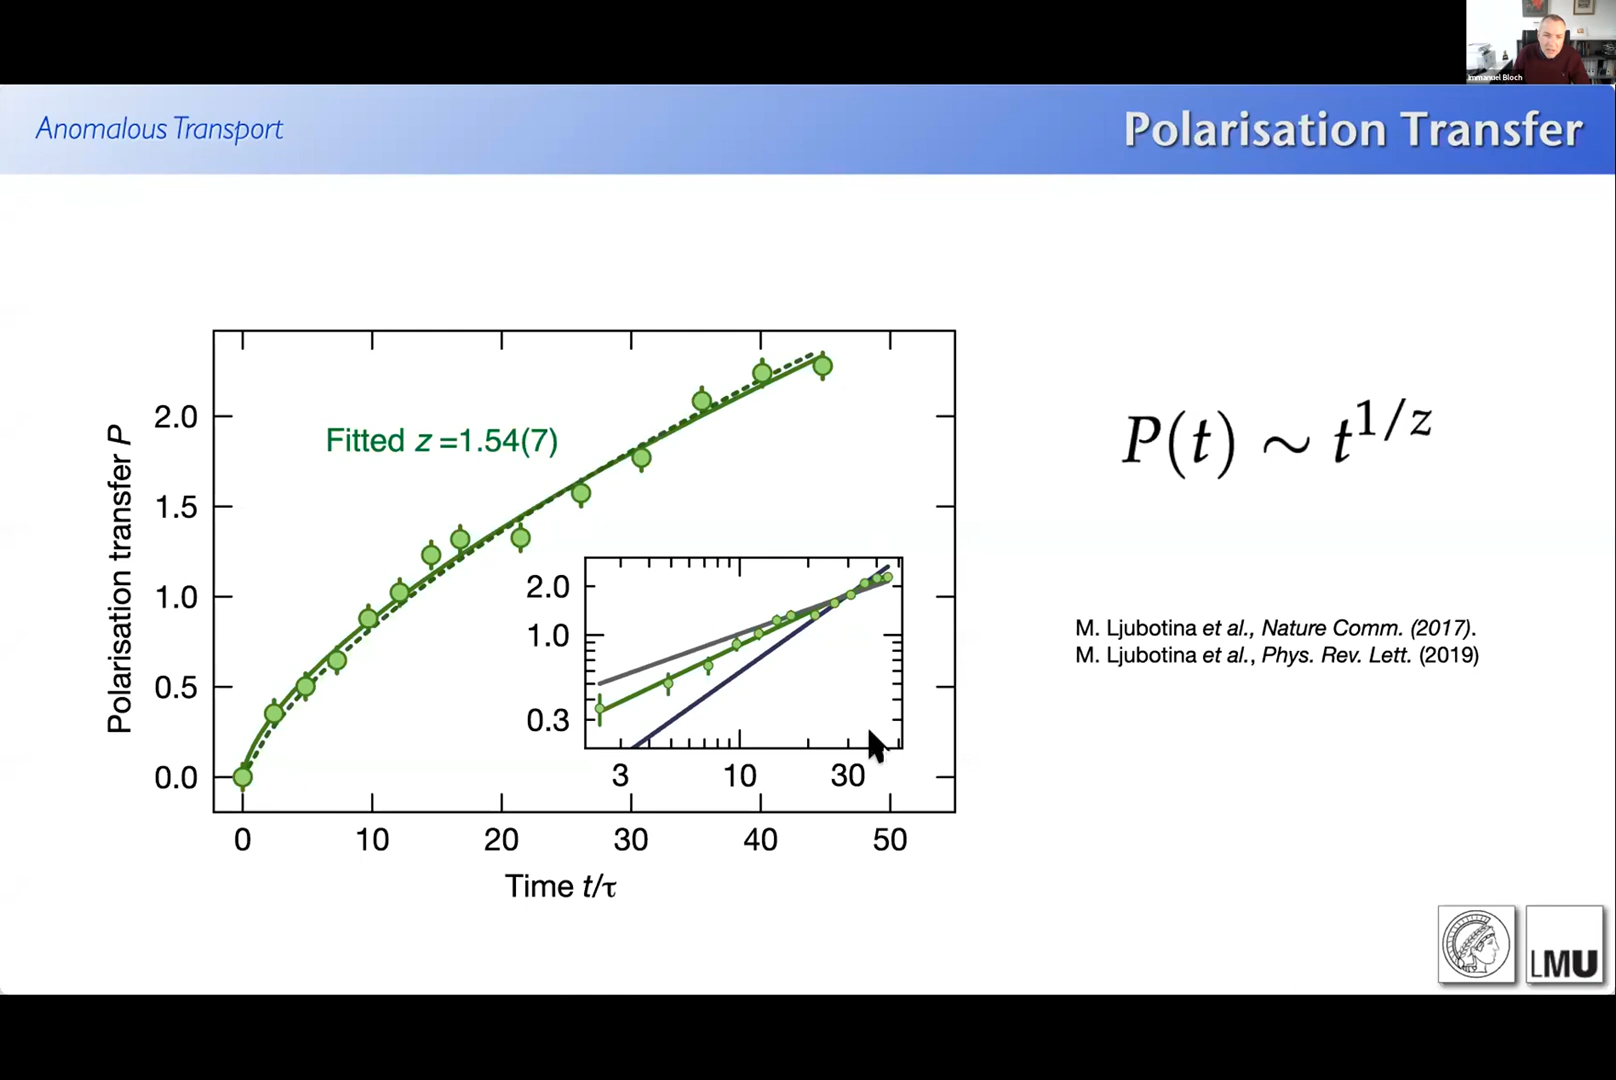 Immanuel Bloch
Anomalous Transport
Polarisation Transfer
Polarisation transfer P
2.0
1.5
1.0
0.5
0.0
Fitted z =1.54(7)
2.0
1.0
0.3
3 10 30
0 10 20 30 40 50
Time t/τ
P(t) ∼ t^{1/z}
M. Ljubotina et al., Nature Comm. (2017).
M. Ljubotina et al., Phys. Rev. Lett. (2019)
LMU